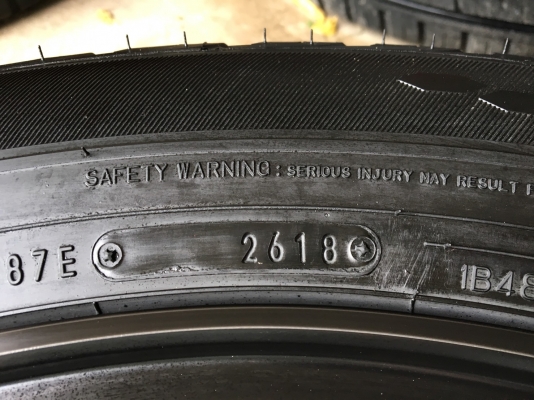 SAFETY WARNING: SERIOUS INJURY MAY RESULT
87E 2618 1B48